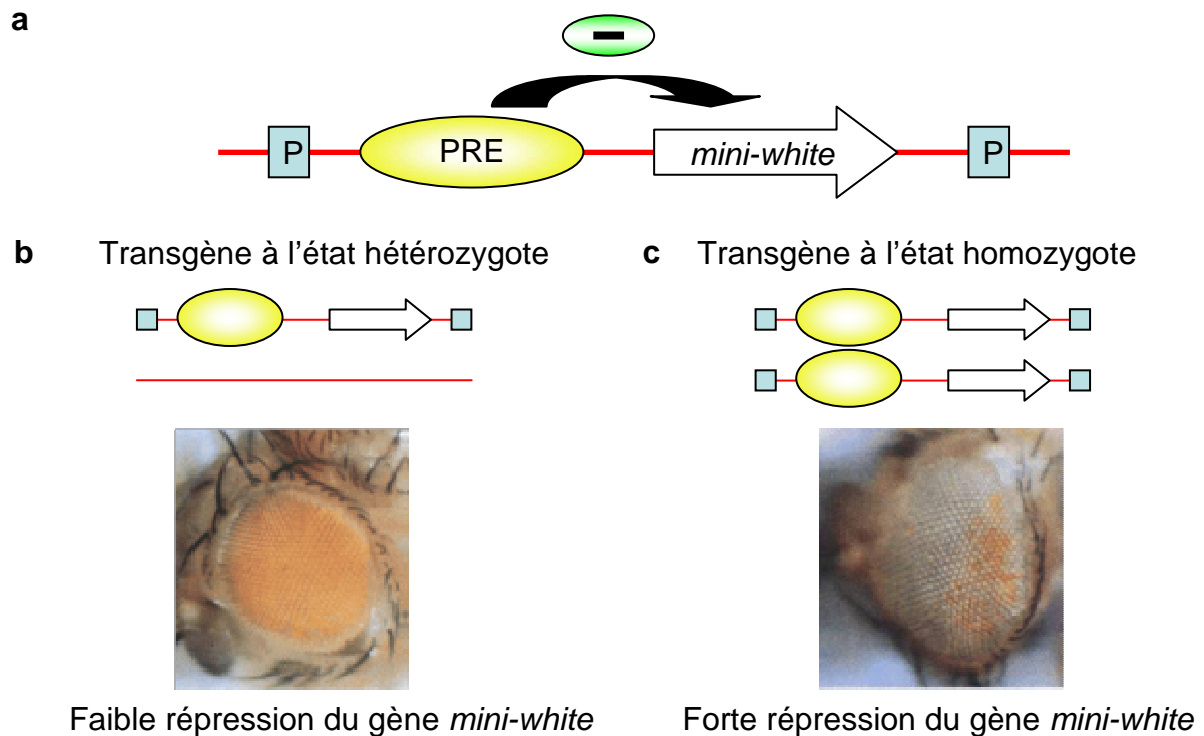 a
P PRE mini-white P
b Transgène à l'état hétérozygote
c Transgène à l'état homozygote
Faible répression du gène mini-white
Forte répression du gène mini-white